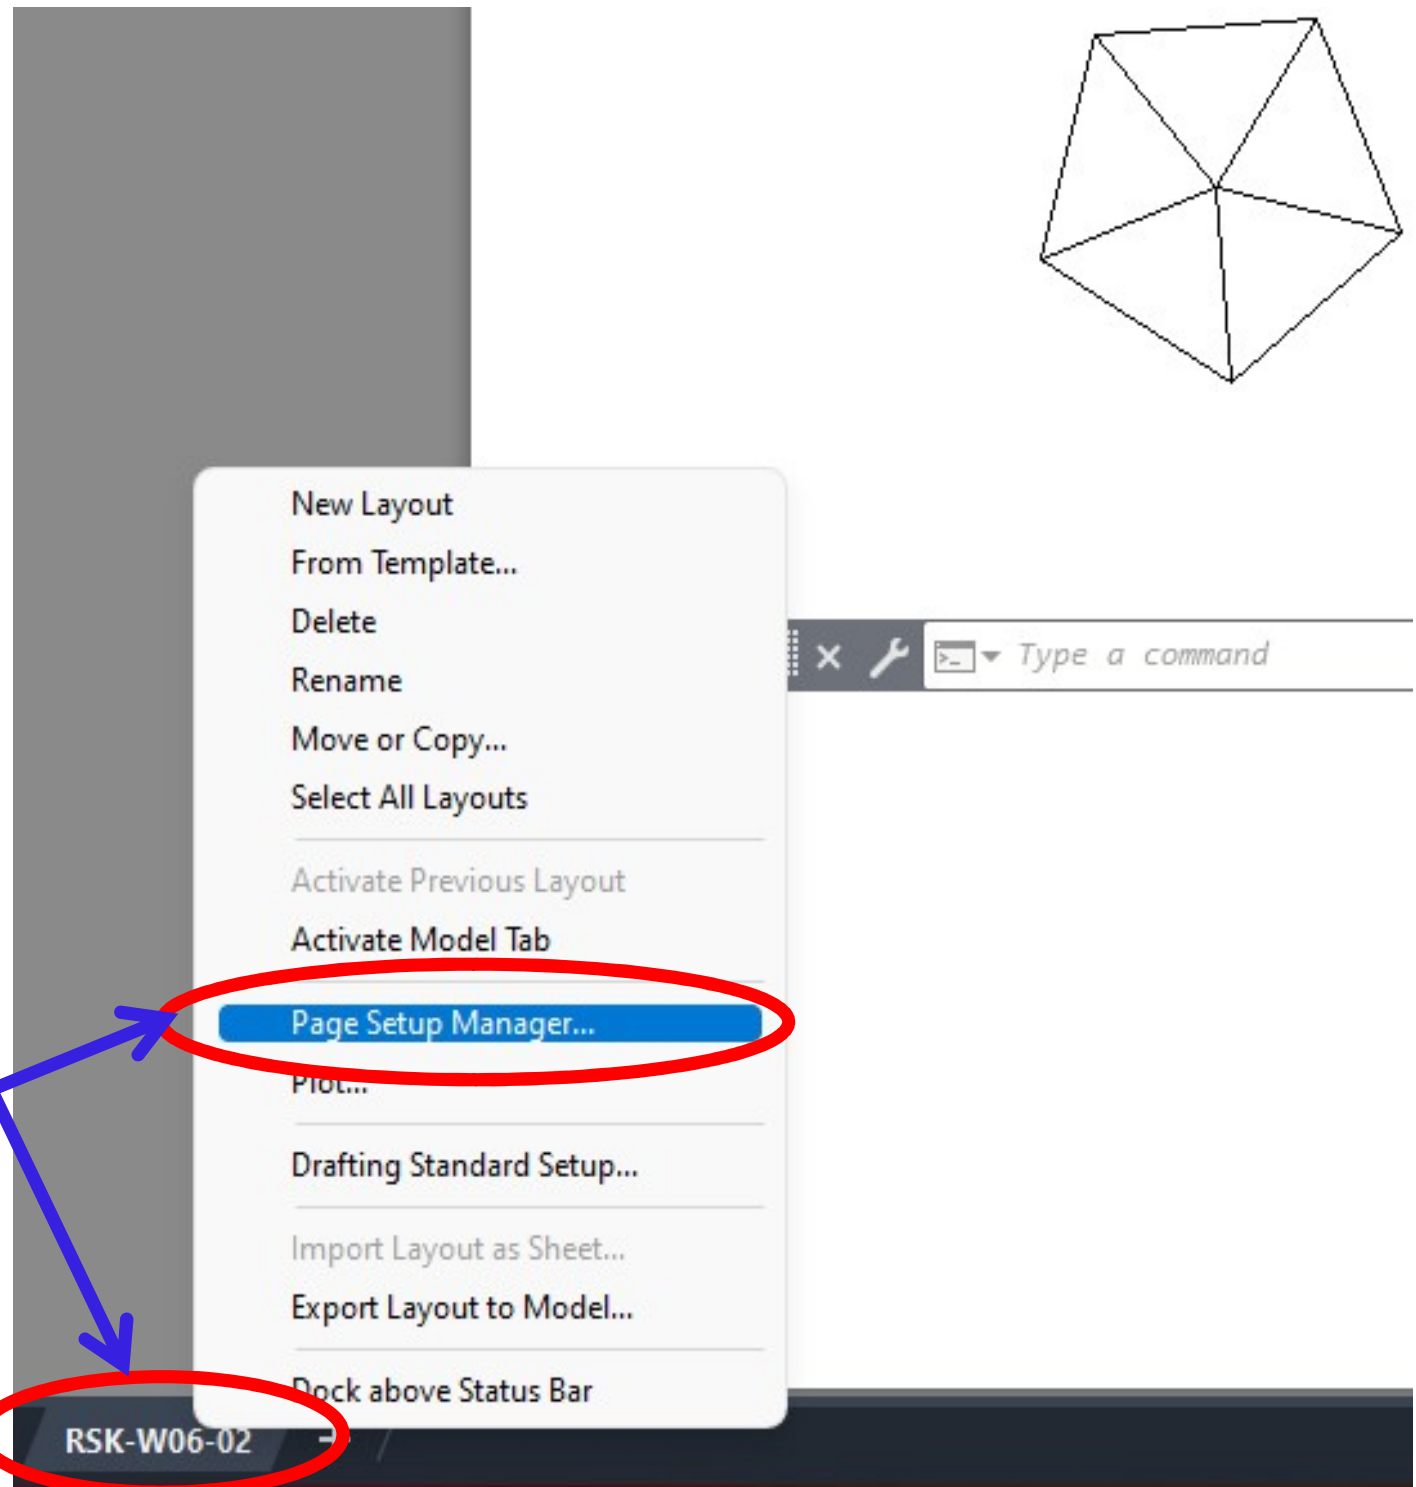 New Layout
From Template...
Delete
Rename
Move or Copy...
Select All Layouts
Activate Previous Layout
Activate Model Tab
Page Setup Manager...
Plot...
Drafting Standard Setup...
Import Layout as Sheet...
Export Layout to Model...
Dock above Status Bar
Type a command
RSK-W06-02